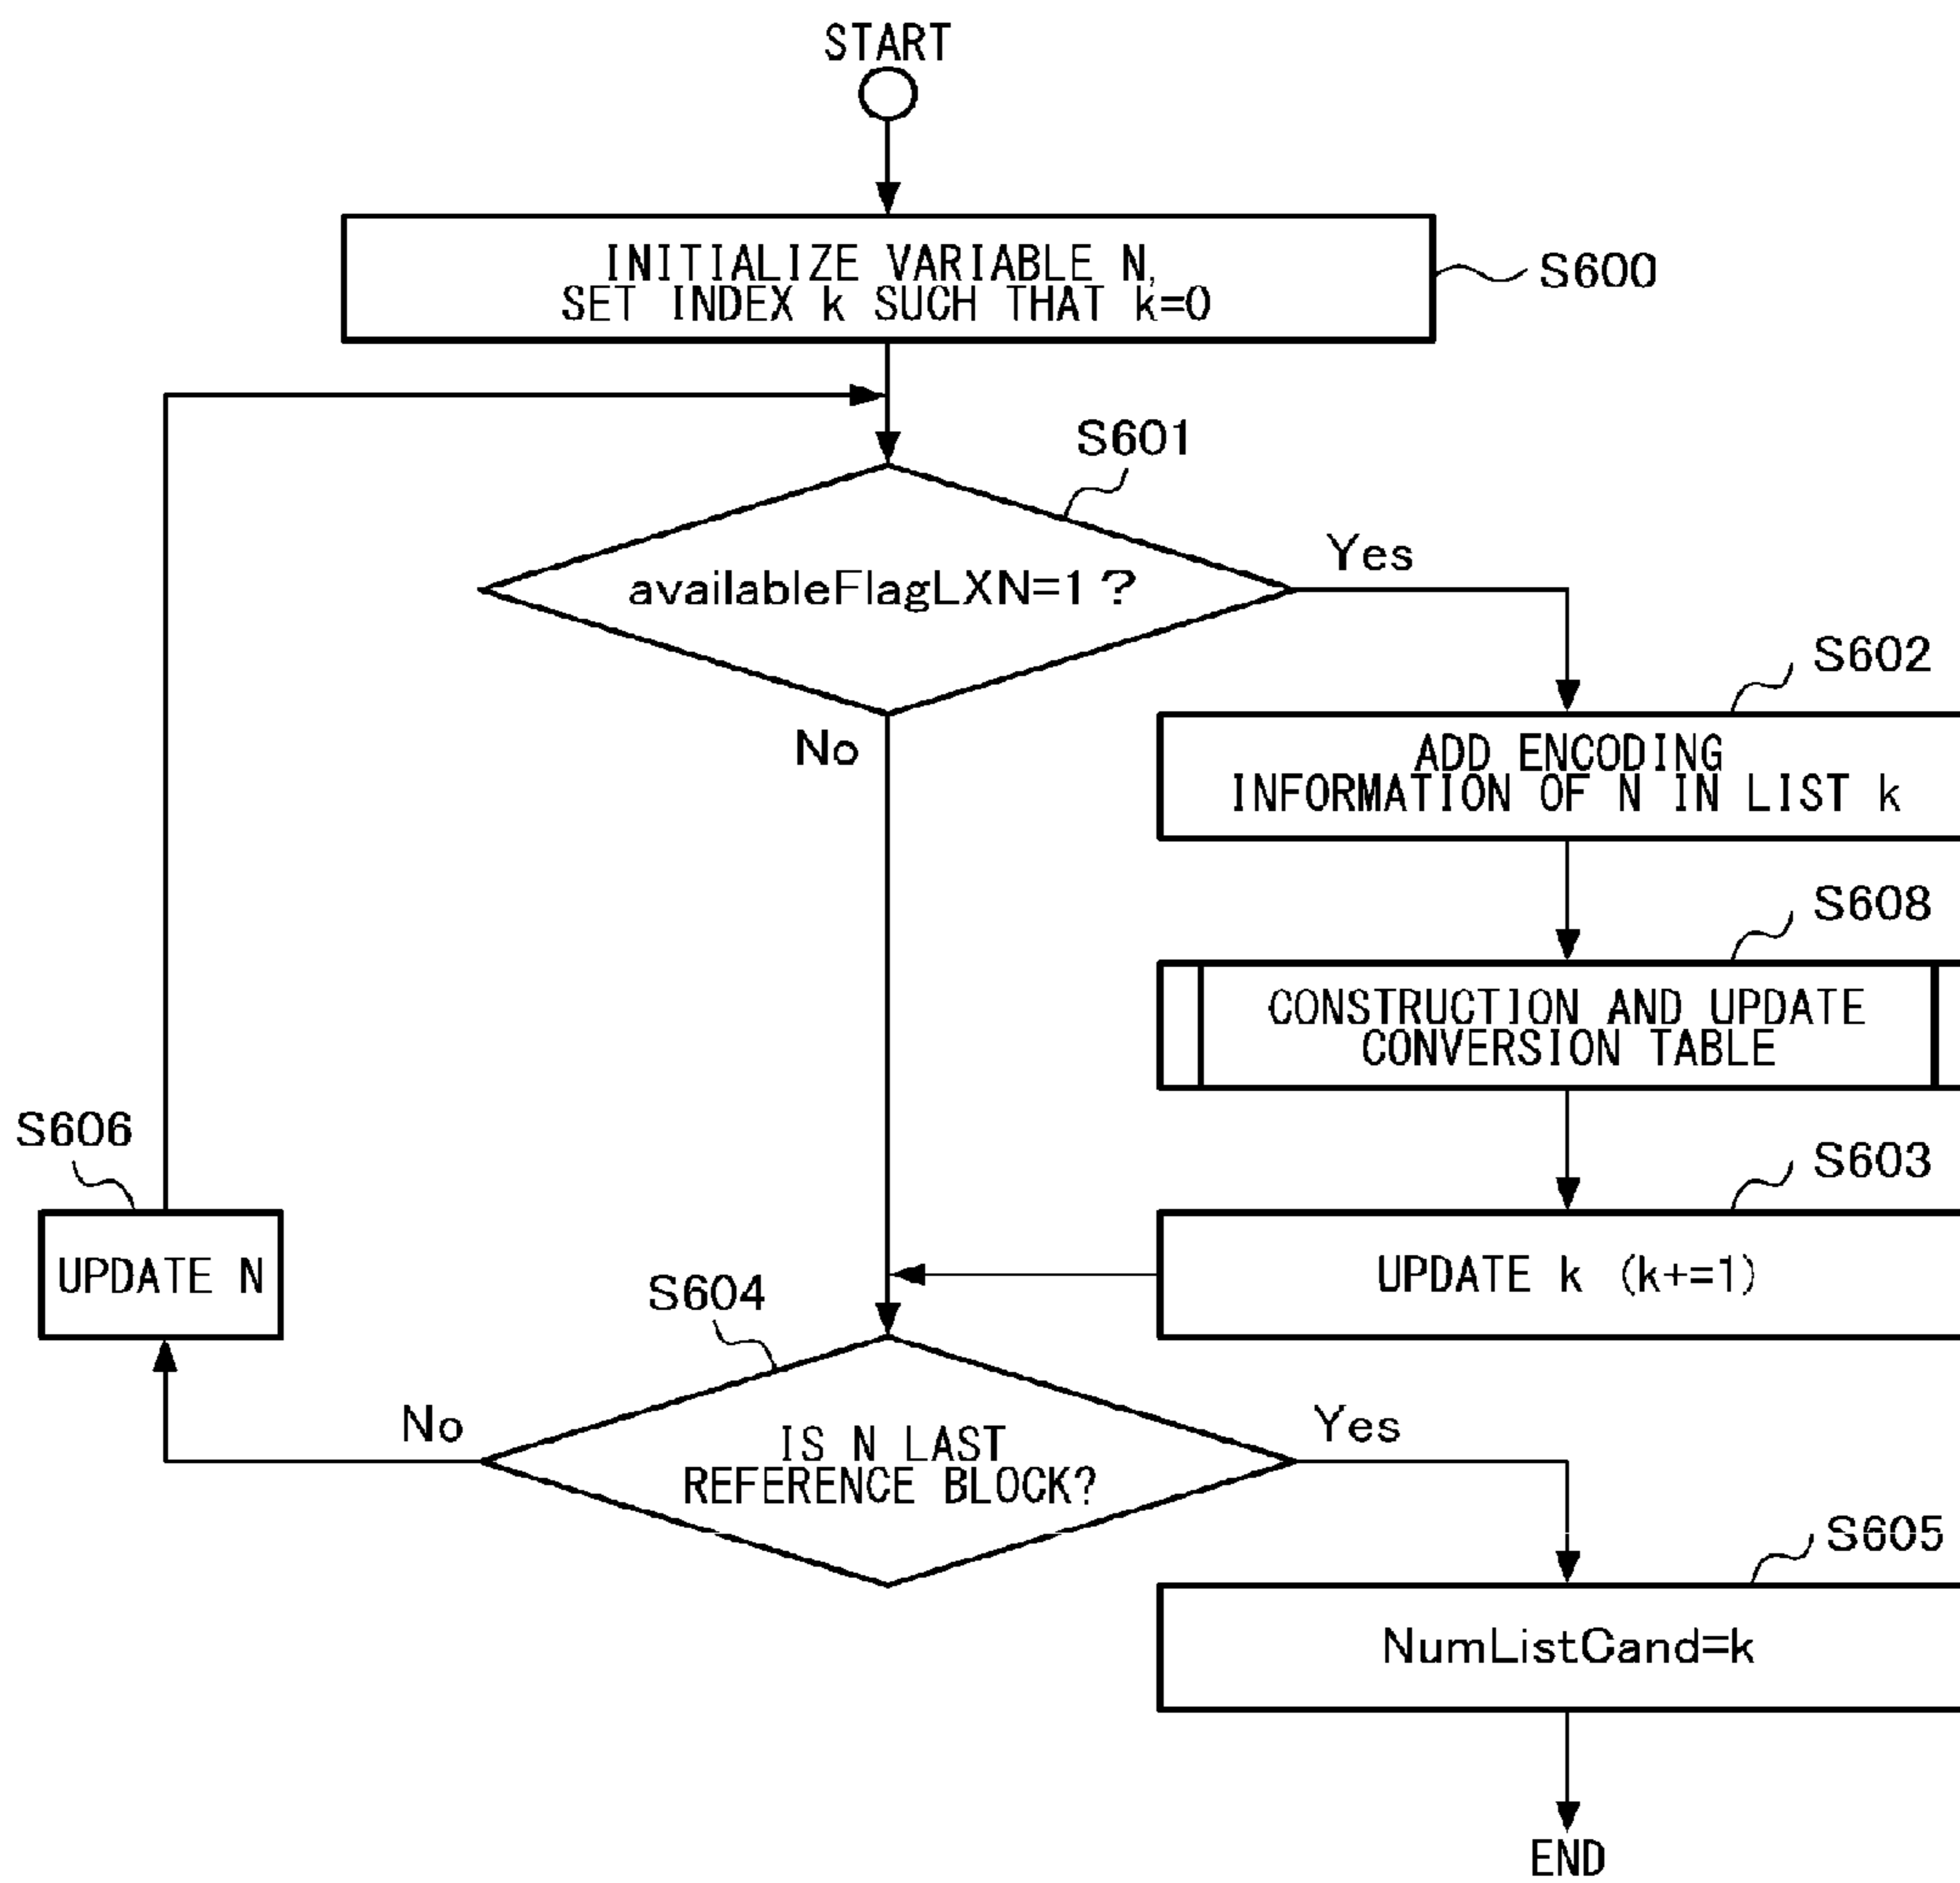 START
INITIALIZE VARIABLE N,
SET INDEX k SUCH THAT k=0
S600
S601
availableFlagLXN=1 ?
Yes
No
S602
ADD ENCODING
INFORMATION OF N IN LIST k
S608
CONSTRUCTION AND UPDATE
CONVERSION TABLE
S606
UPDATE N
S603
UPDATE k (k+=1)
S604
IS N LAST
REFERENCE BLOCK?
No
Yes
S605
NumListCand=k
END